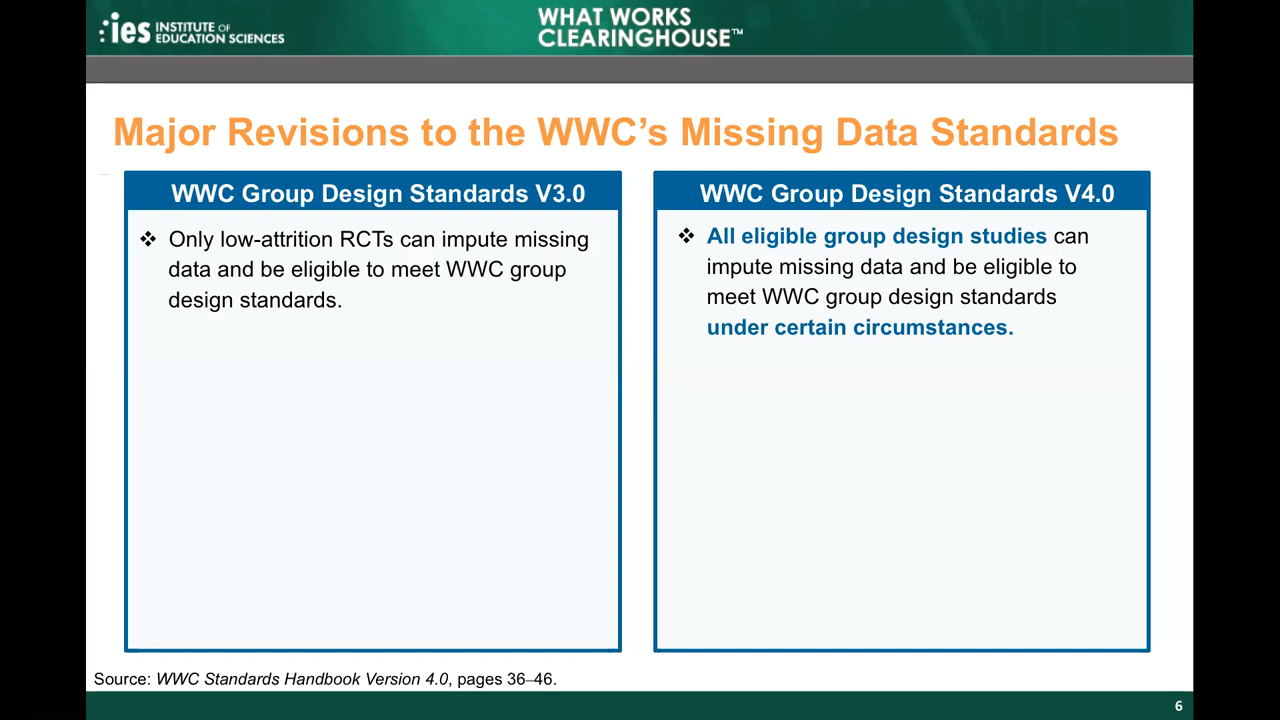 ies INSTITUTE OF
EDUCATION SCIENCES
WHAT WORKS
CLEARINGHOUSE™
Major Revisions to the WWC’s Missing Data Standards
WWC Group Design Standards V3.0
❖ Only low-attrition RCTs can impute missing
data and be eligible to meet WWC group
design standards.
WWC Group Design Standards V4.0
❖ All eligible group design studies can
impute missing data and be eligible to
meet WWC group design standards
under certain circumstances.
Source: WWC Standards Handbook Version 4.0, pages 36–46.
6